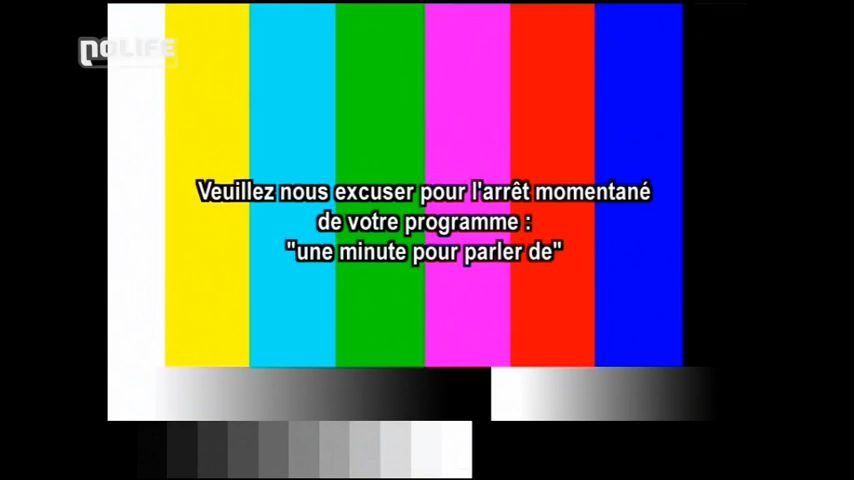 NOLIFE
Veuillez nous excuser pour l'arrêt momentané
de votre programme :
"une minute pour parler de"